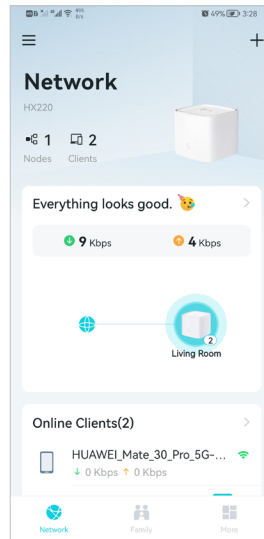 49% 3:28
Network
HX220
1 2
Nodes Clients
Everything looks good.
9 Kbps 4 Kbps
2
Living Room
Online Clients(2)
HUAWEI_Mate_30_Pro_5G-...
↓ 0 Kbps ↑ 0 Kbps
Network Family More